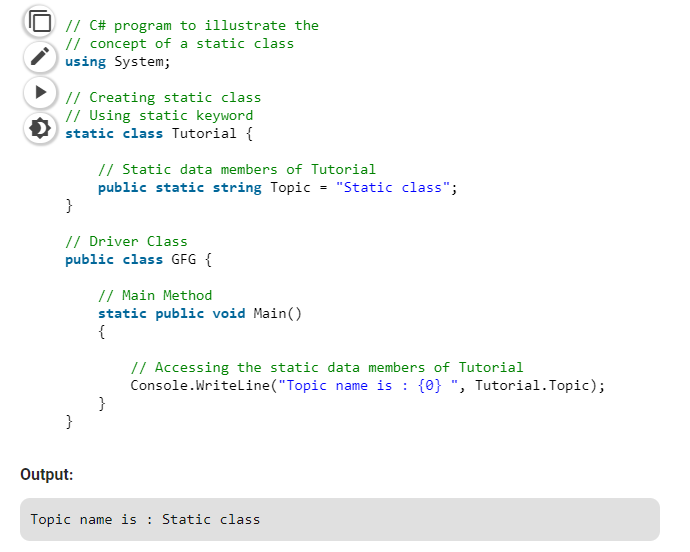 // C# program to illustrate the
// concept of a static class
using System;
// Creating static class
// Using static keyword
static class Tutorial {
// Static data members of Tutorial
public static string Topic = "Static class";
}
// Driver Class
public class GFG {
// Main Method
static public void Main()
{
// Accessing the static data members of Tutorial
Console.WriteLine("Topic name is : {0} ", Tutorial.Topic);
}
}
Output:
Topic name is : Static class